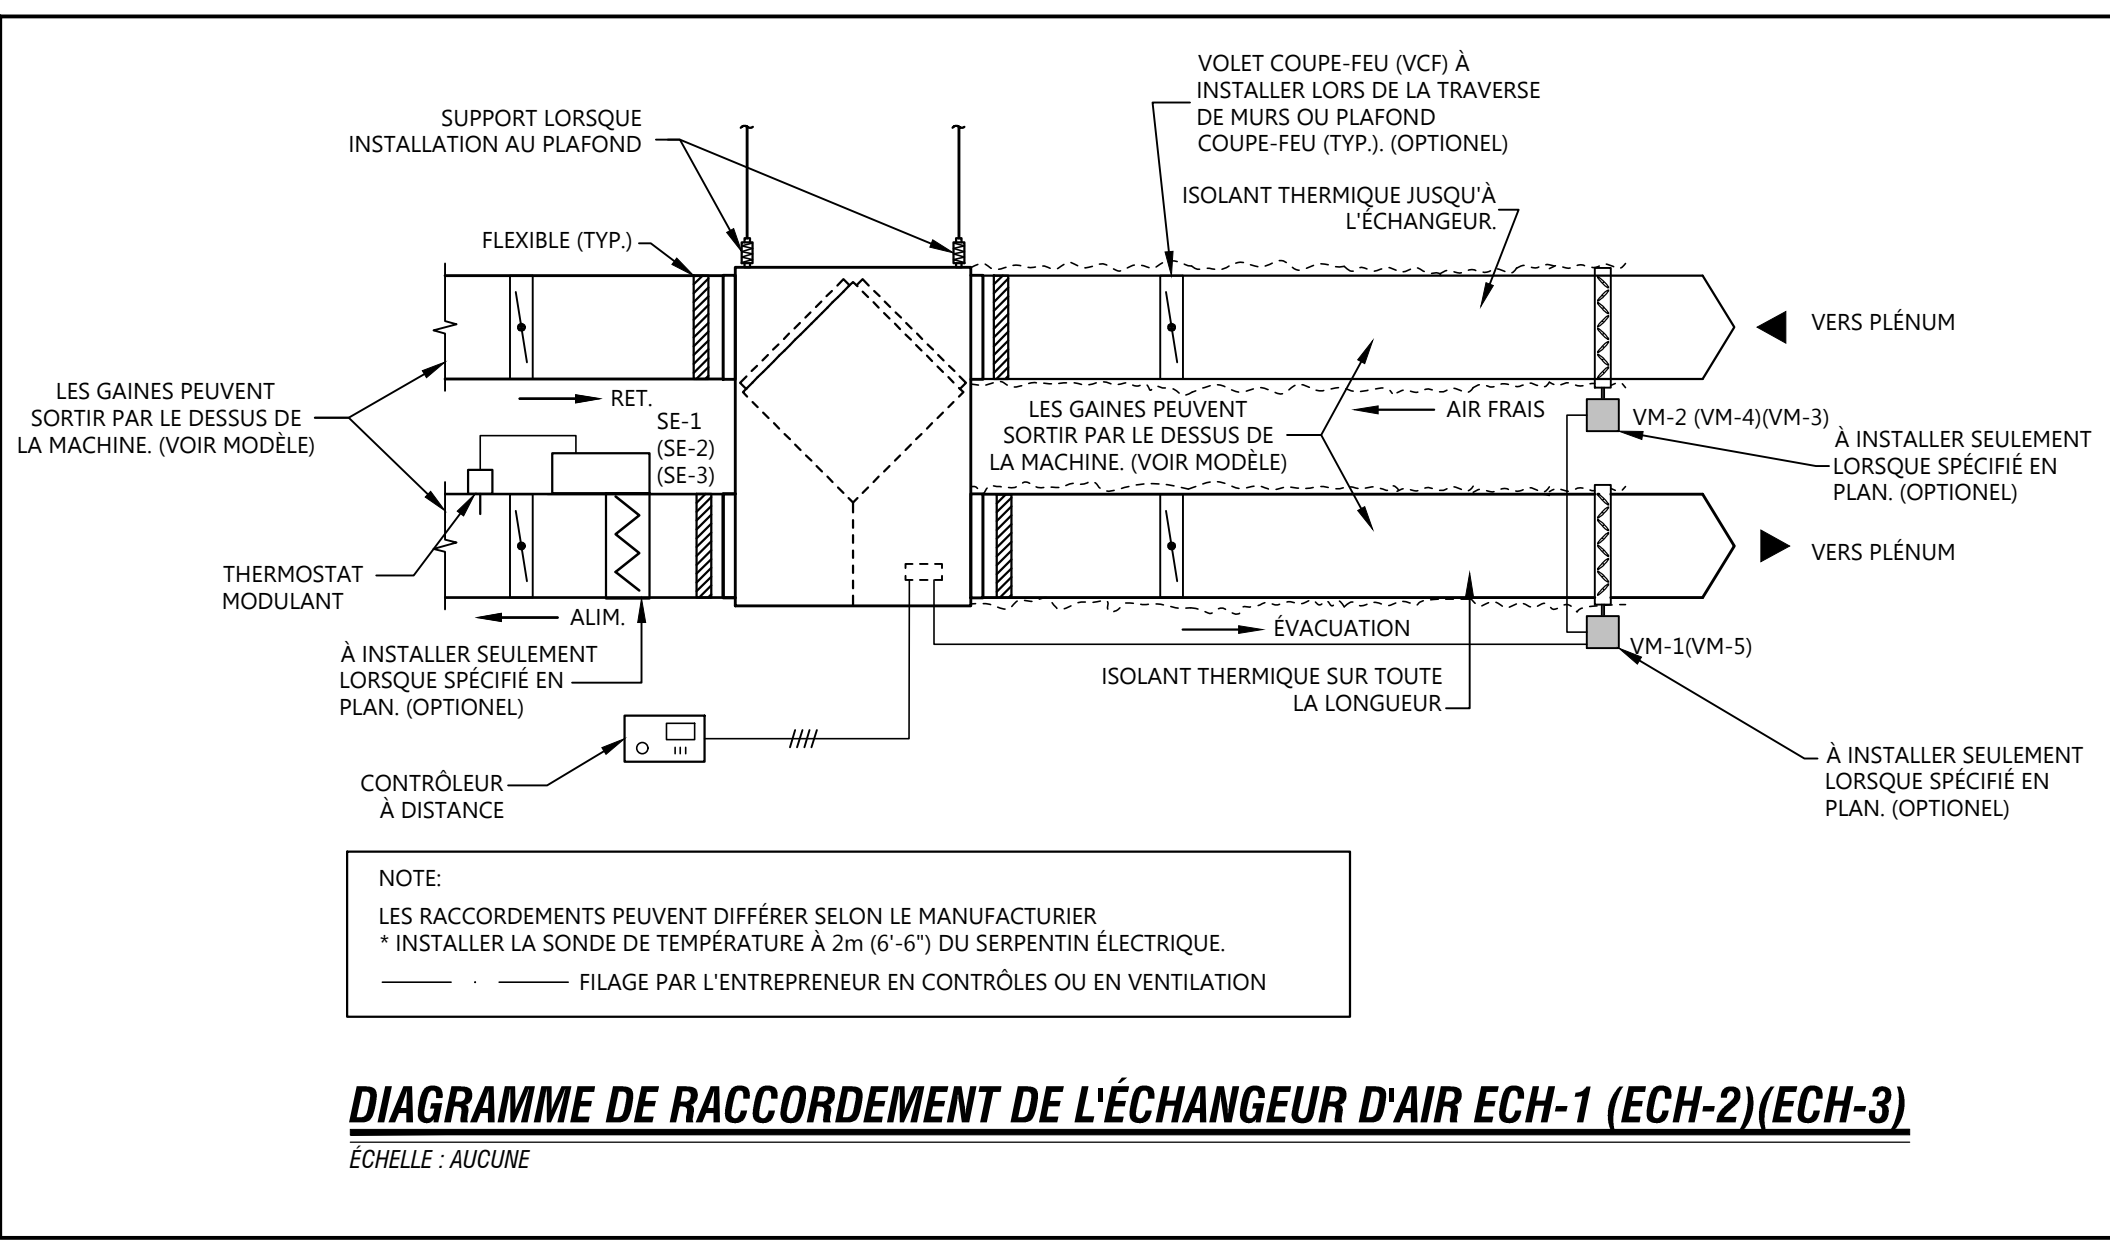 VOLET COUPE-FEU (VCF) À
INSTALLER LORS DE LA TRAVERSE
DE MURS OU PLAFOND
COUPE-FEU (TYP.). (OPTIONEL)
SUPPORT LORSQUE
INSTALLATION AU PLAFOND
ISOLANT THERMIQUE JUSQU'À
L'ÉCHANGEUR.
FLEXIBLE (TYP.)
VERS PLÉNUM
LES GAINES PEUVENT
SORTIR PAR LE DESSUS DE
LA MACHINE. (VOIR MODÈLE)
RET.
SE-1
(SE-2)
(SE-3)
LES GAINES PEUVENT
SORTIR PAR LE DESSUS DE
LA MACHINE. (VOIR MODÈLE)
AIR FRAIS
VM-2 (VM-4)(VM-3)
À INSTALLER SEULEMENT
LORSQUE SPÉCIFIÉ EN
PLAN. (OPTIONEL)
VERS PLÉNUM
THERMOSTAT
MODULANT
ALIM.
ÉVACUATION
VM-1(VM-5)
À INSTALLER SEULEMENT
LORSQUE SPÉCIFIÉ EN
PLAN. (OPTIONEL)
ISOLANT THERMIQUE SUR TOUTE
LA LONGUEUR
CONTRÔLEUR
À DISTANCE
À INSTALLER SEULEMENT
LORSQUE SPÉCIFIÉ EN
PLAN. (OPTIONEL)
NOTE:
LES RACCORDEMENTS PEUVENT DIFFÉRER SELON LE MANUFACTURIER
* INSTALLER LA SONDE DE TEMPÉRATURE À 2m (6'-6") DU SERPENTIN ÉLECTRIQUE.
FILAGE PAR L'ENTREPRENEUR EN CONTRÔLES OU EN VENTILATION
DIAGRAMME DE RACCORDEMENT DE L'ÉCHANGEUR D'AIR ECH-1 (ECH-2)(ECH-3)
ÉCHELLE : AUCUNE